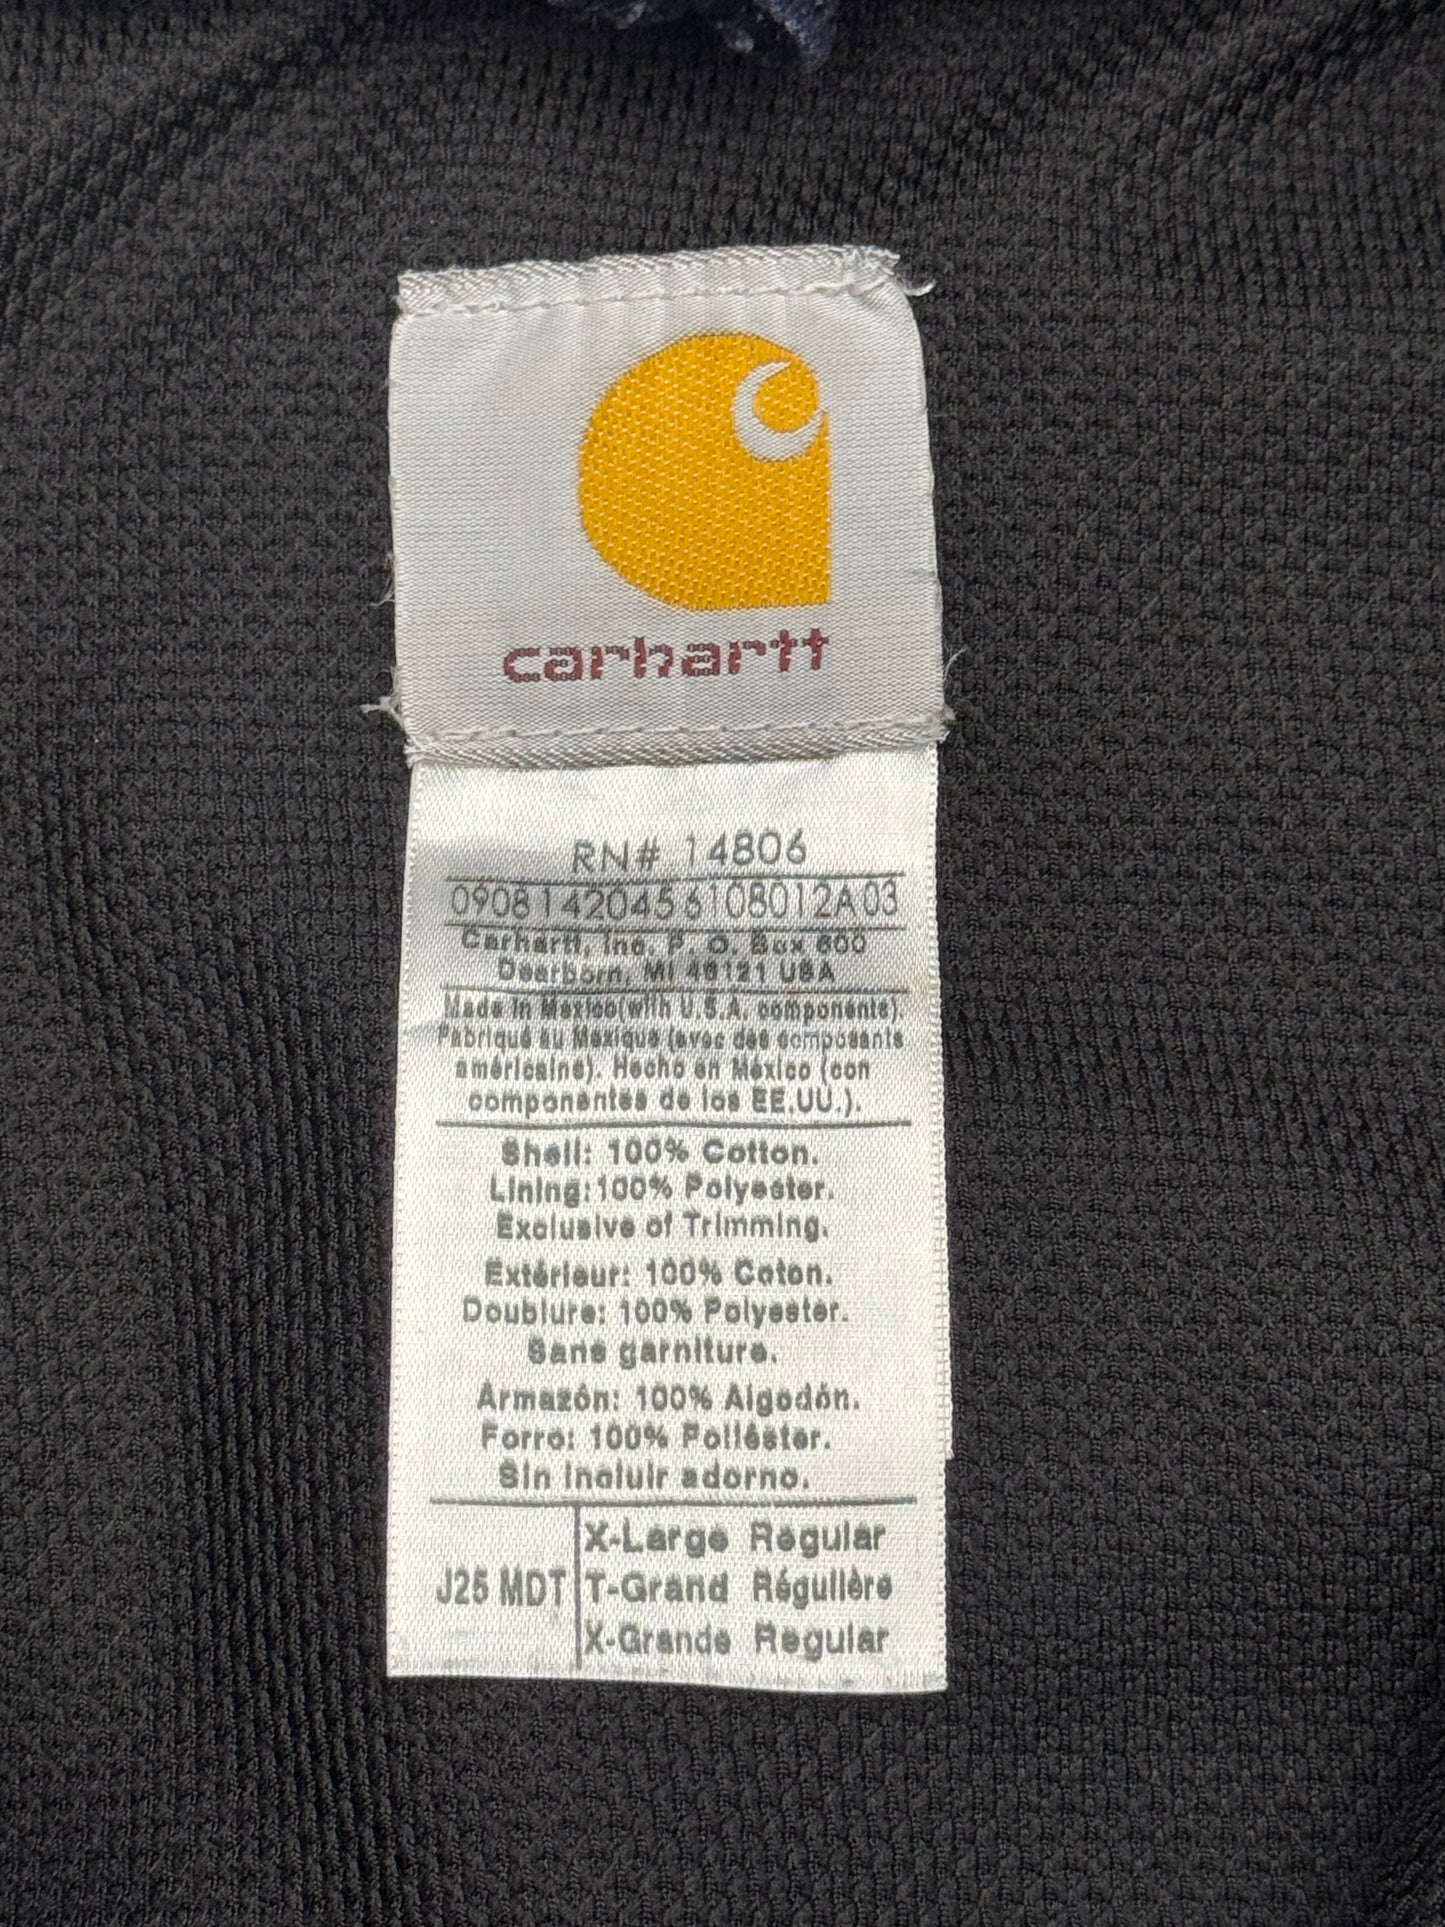 carhartt
RN# 14806
0908142045610801 2A03
Carhartt, Inc. P. O. Box 600
Dearborn, MI 48121 USA
Made in Mexico(with U.S.A. components).
Fabriqué au Mexique (avec des composants
américains). Hecho en México (con
componentes de los EE.UU.).
Shell: 100% Cotton.
Lining:100% Polyester.
Exclusive of Trimming.
Extérieur: 100% Coton.
Doublure: 100% Polyester.
Sans garniture.
Armazón: 100% Algodón.
Forro: 100% Poliéster.
Sin incluir adorno.
J25 MDT
X-Large Regular
T-Grand Régulière
X-Grande Regular